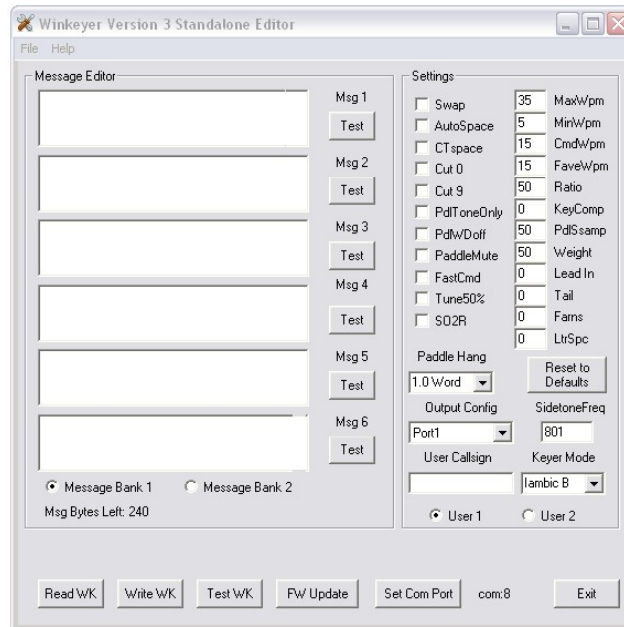 Winkeyer Version 3 Standalone Editor
File Help
Message Editor
Msg 1
Test
Msg 2
Test
Msg 3
Test
Msg 4
Test
Msg 5
Test
Msg 6
Test
Message Bank 1 Message Bank 2
Msg Bytes Left: 240
Settings
Swap 35 MaxWpm
AutoSpace 5 MinWpm
CTspace 15 CmdWpm
Cut 0 15 FaveWpm
Cut 9 50 Ratio
PdlToneOnly 0 KeyComp
PdlWDoff 50 PdlSsamp
PaddleMute 50 Weight
FastCmd 0 Lead In
Tune50% 0 Tail
SO2R 0 Farns
0 LtrSpc
Paddle Hang
1.0 Word
Reset to
Defaults
Output Config SidetoneFreq
Port1 801
User Callsign Keyer Mode
Iambic B
User 1 User 2
Read WK Write WK Test WK FW Update Set Com Port com:8 Exit